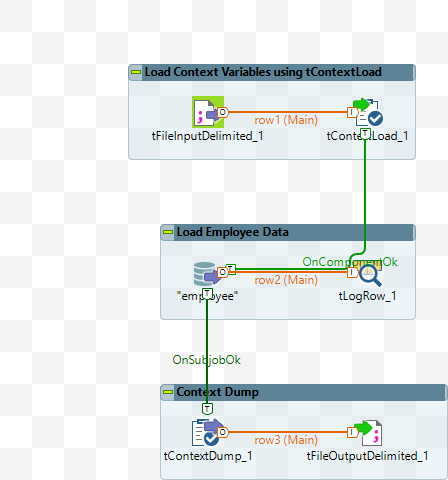 Load Context Variables using tContextLoad
;
O
row1 (Main)
I
tFileInputDelimited_1
tContextLoad_1
T
Load Employee Data
OnComponentOk
T
O
row2 (Main)
I
"employee"
tLogRow_1
T
OnSubjobOk
Context Dump
T
O
row3 (Main)
I
;
tContextDump_1
tFileOutputDelimited_1